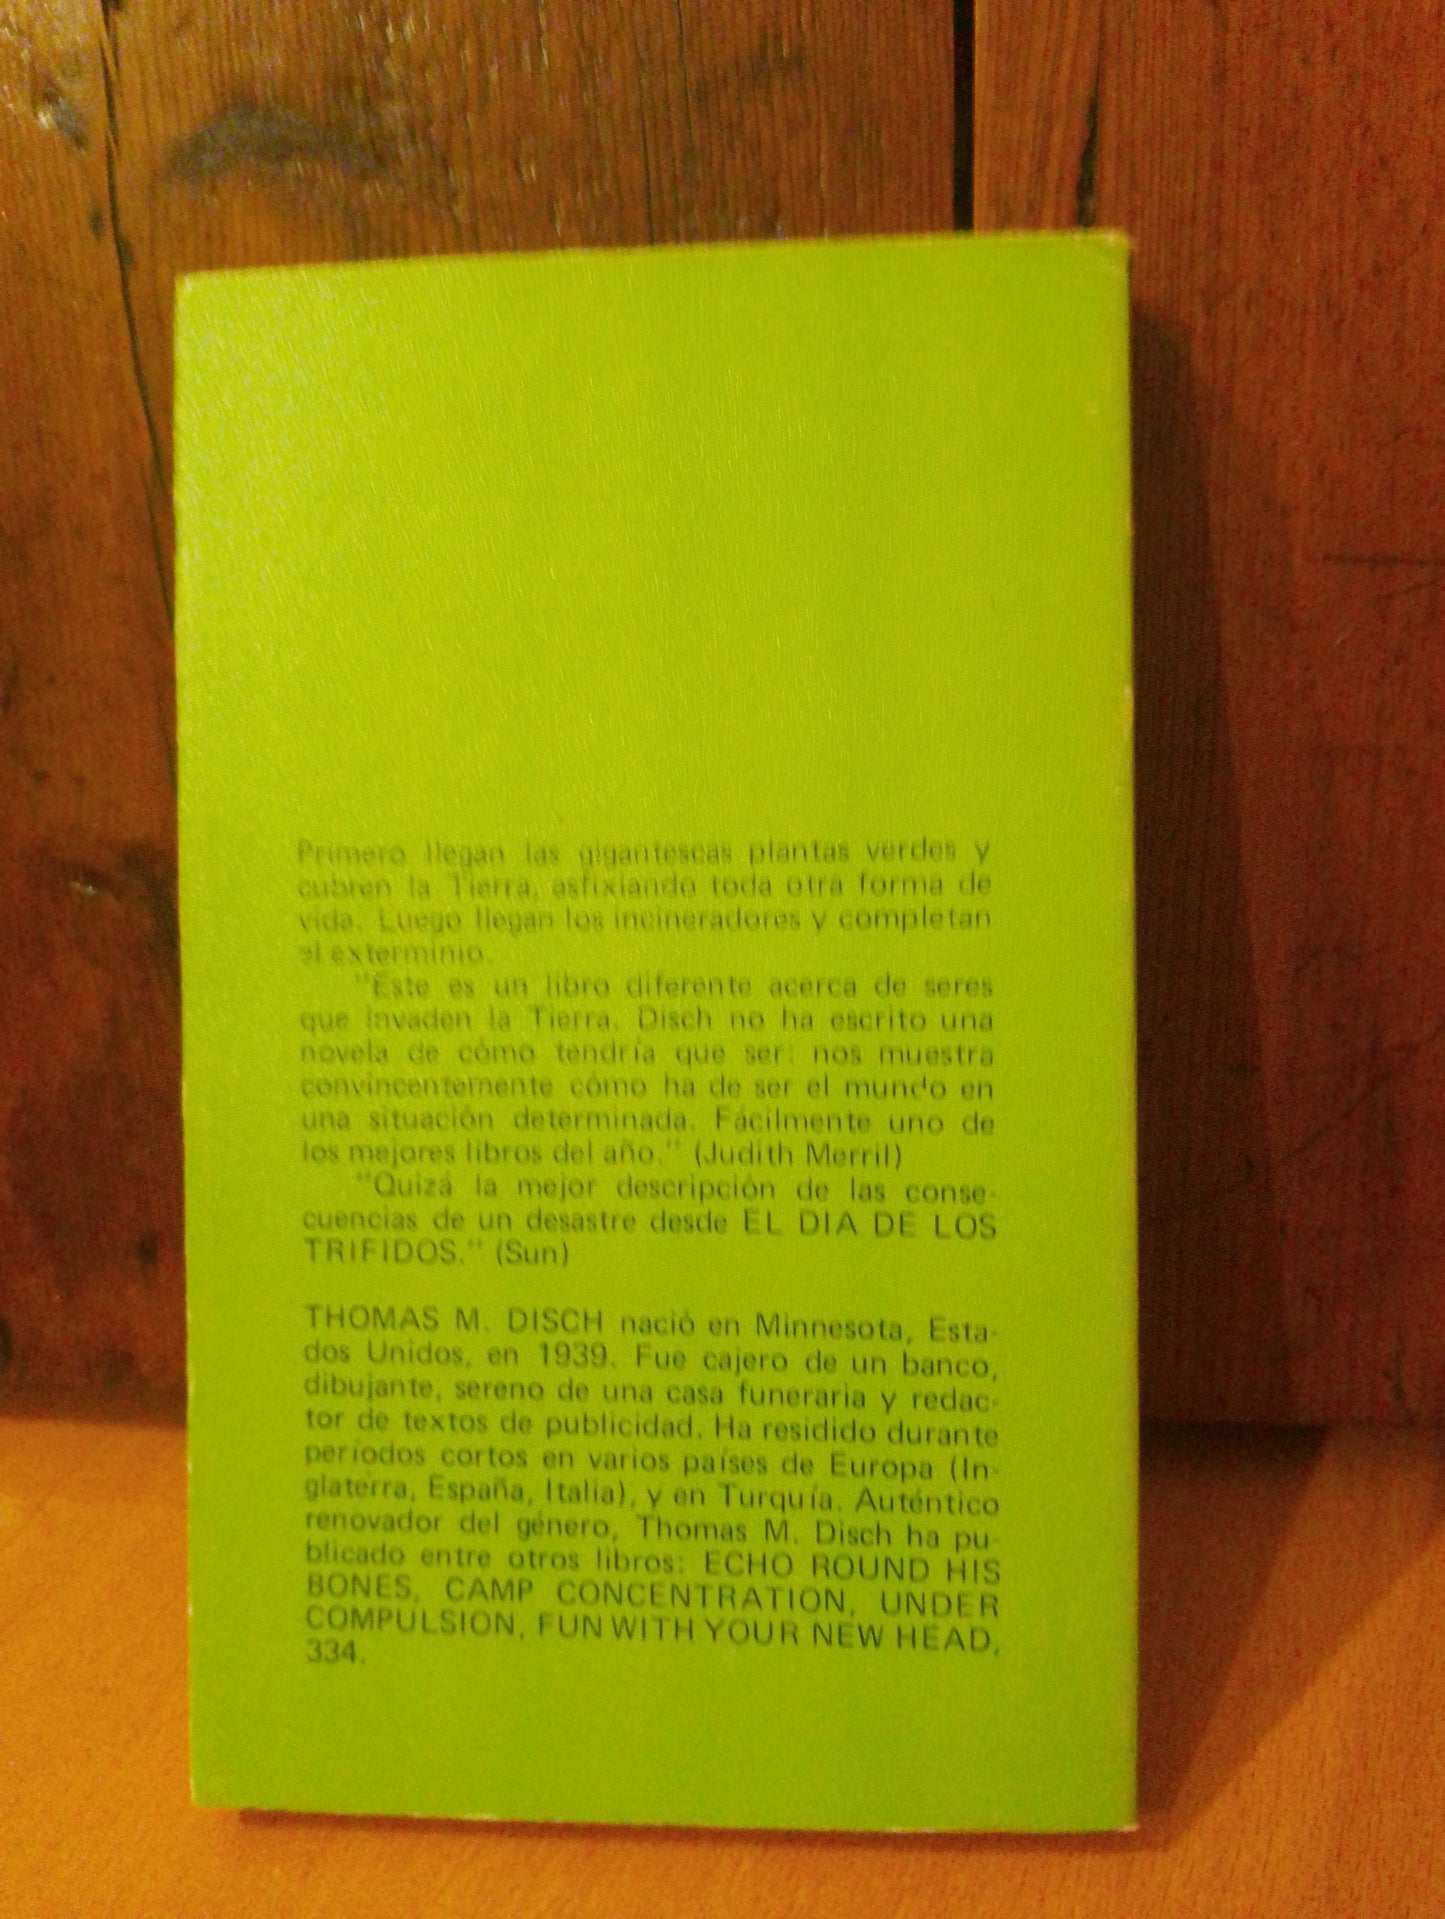 Primero llegan las gigantescas plantas verdes y
cubren la Tierra, asfixiando toda otra forma de
vida. Luego llegan los incineradores y completan
el exterminio.
"Este es un libro diferente acerca de seres
que invaden la Tierra. Disch no ha escrito una
novela de cómo tendría que ser: nos muestra
convincentemente cómo ha de ser el mundo en
una situación determinada. Fácilmente uno de
los mejores libros del año." (Judith Merril)
"Quizá la mejor descripción de las conse-
cuencias de un desastre desde EL DIA DE LOS
TRIFIDOS." (Sun)
THOMAS M. DISCH nació en Minnesota, Esta-
dos Unidos, en 1939. Fue cajero de un banco,
dibujante, sereno de una casa funeraria y redac-
tor de textos de publicidad. Ha residido durante
períodos cortos en varios países de Europa (In-
glaterra, España, Italia), y en Turquía. Auténtico
renovador del género, Thomas M. Disch ha pu-
blicado entre otros libros: ECHO ROUND HIS
BONES, CAMP CONCENTRATION, UNDER
COMPULSION, FUN WITH YOUR NEW HEAD,
334.